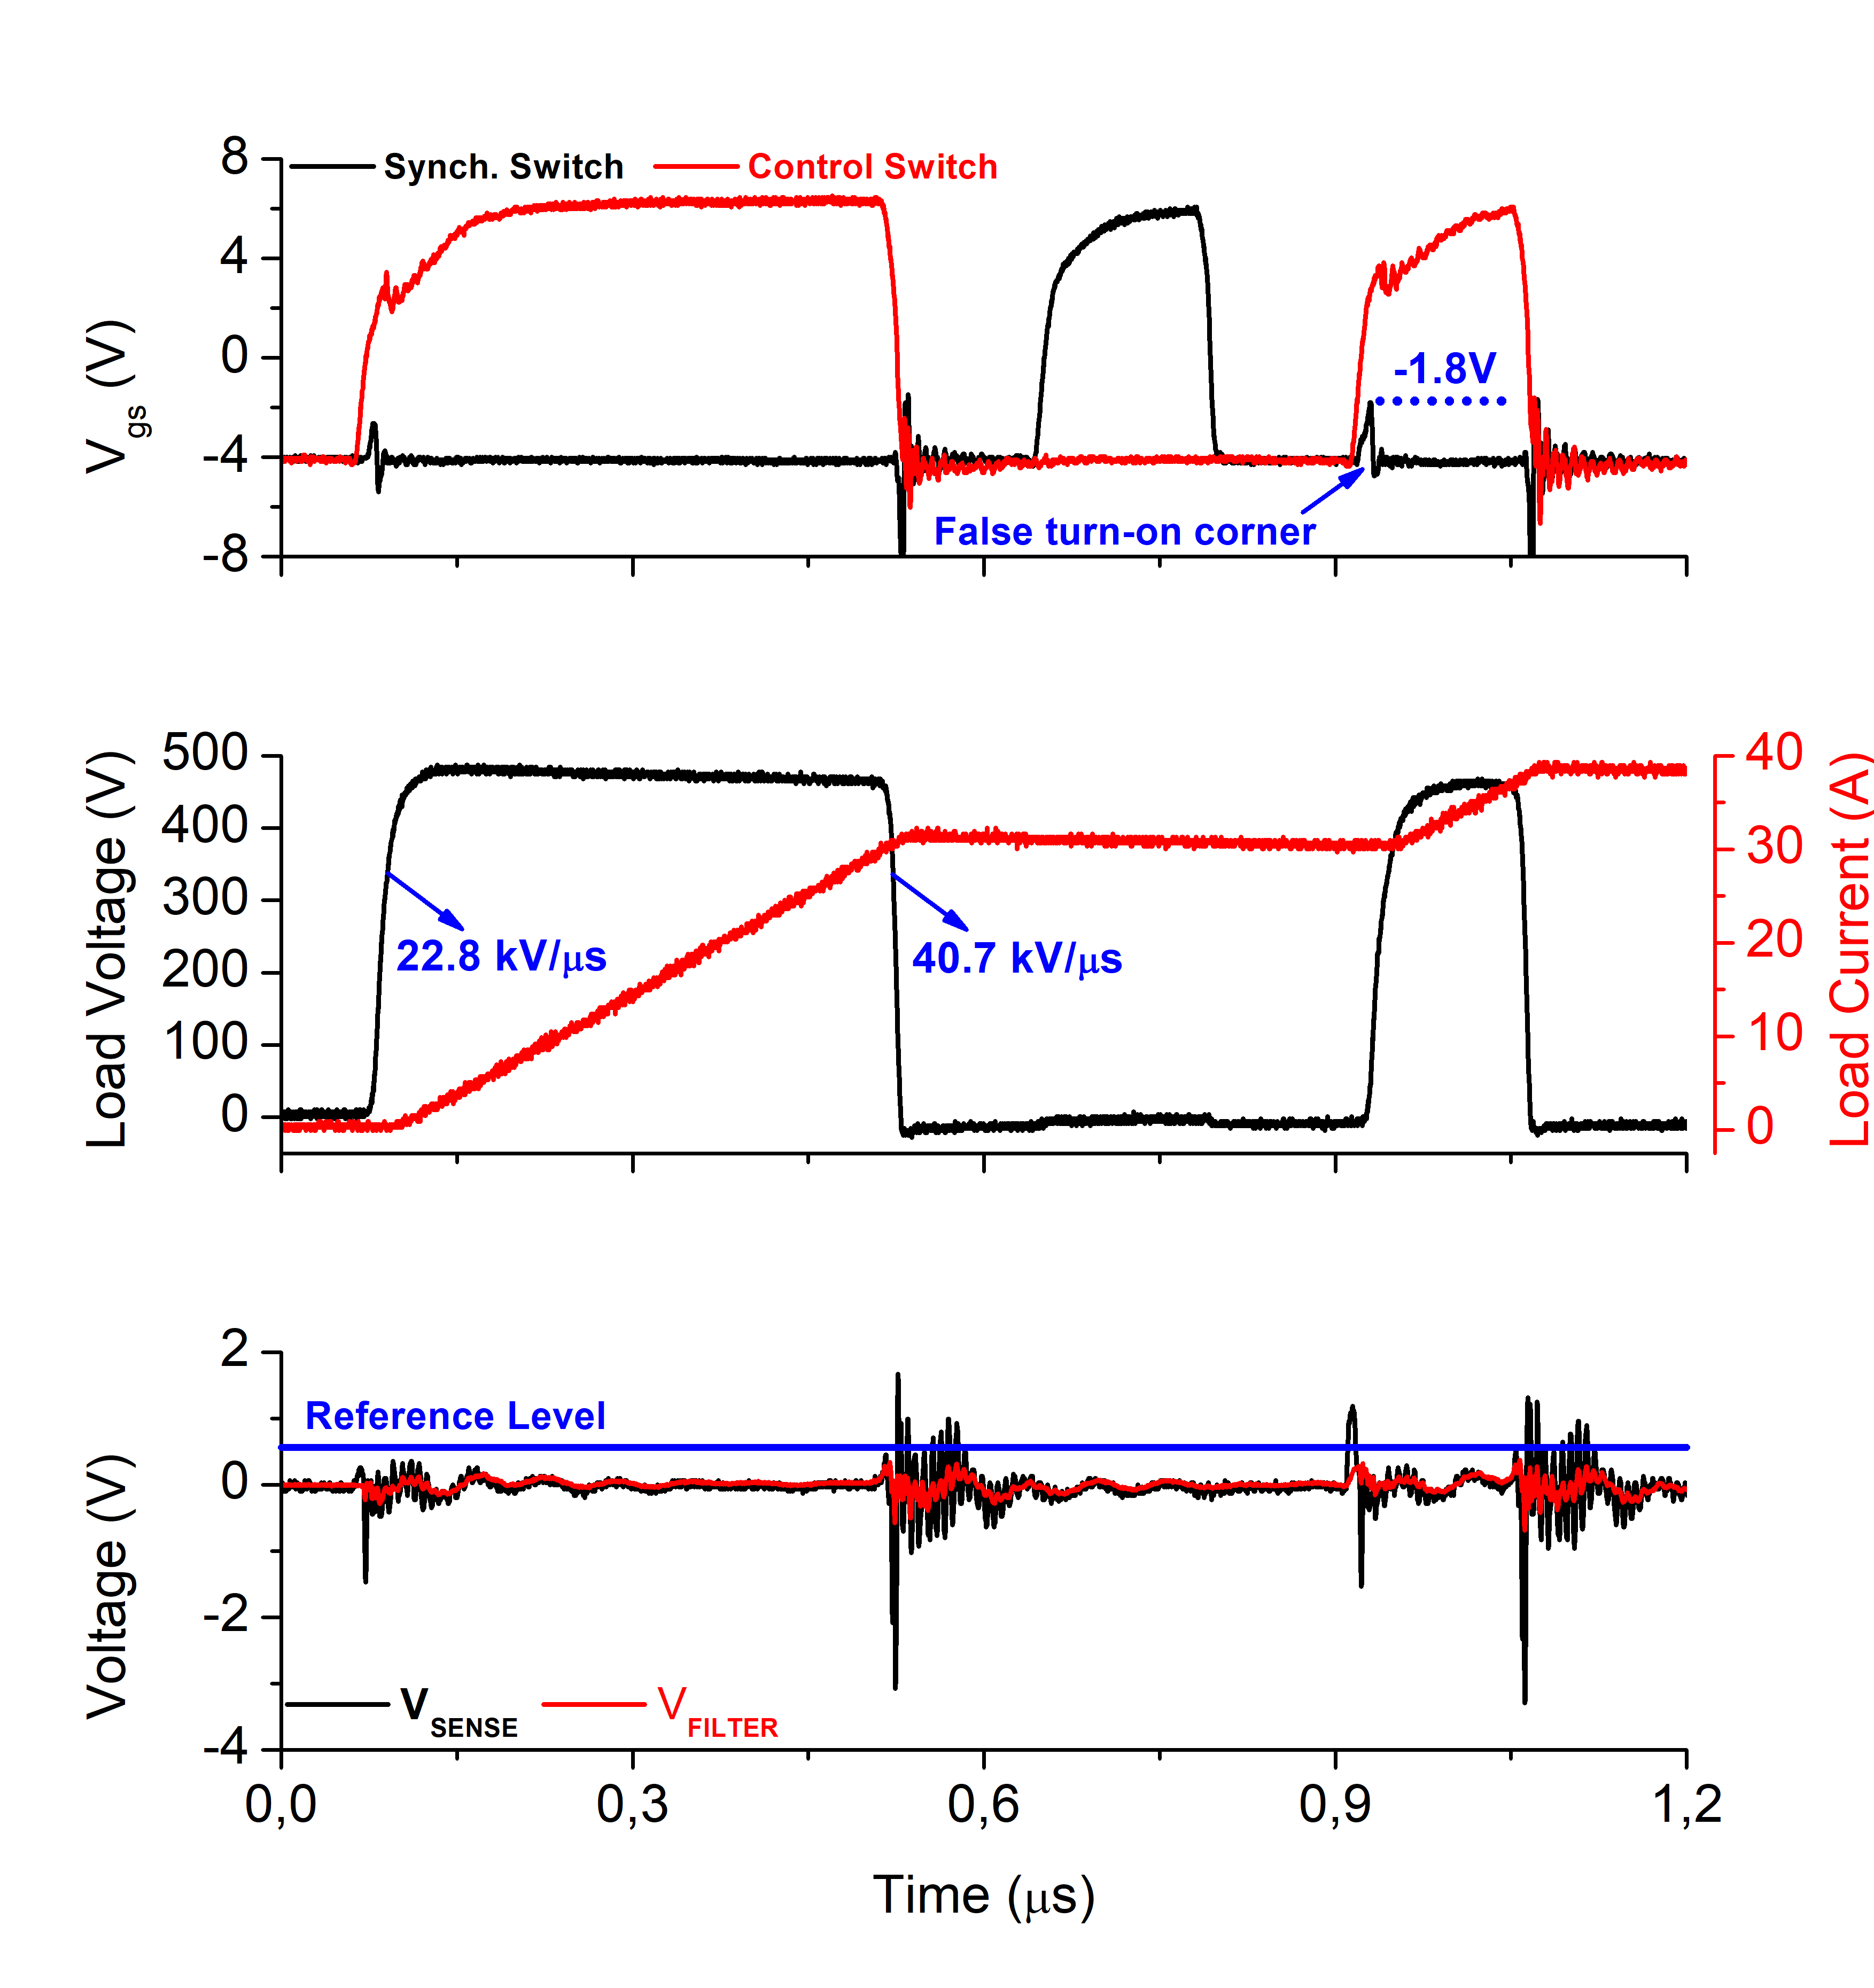 8
Synch. Switch
Control Switch
4
0
-4
-8
V gs (V)
-1.8V
False turn-on corner
500
400
300
200
100
0
Load Voltage (V)
22.8 kV/μs
40.7 kV/μs
40
30
20
10
0
Load Current (A)
2
0
-2
-4
Voltage (V)
Reference Level
V SENSE
V FILTER
0,0
0,3
0,6
0,9
1,2
Time (μs)